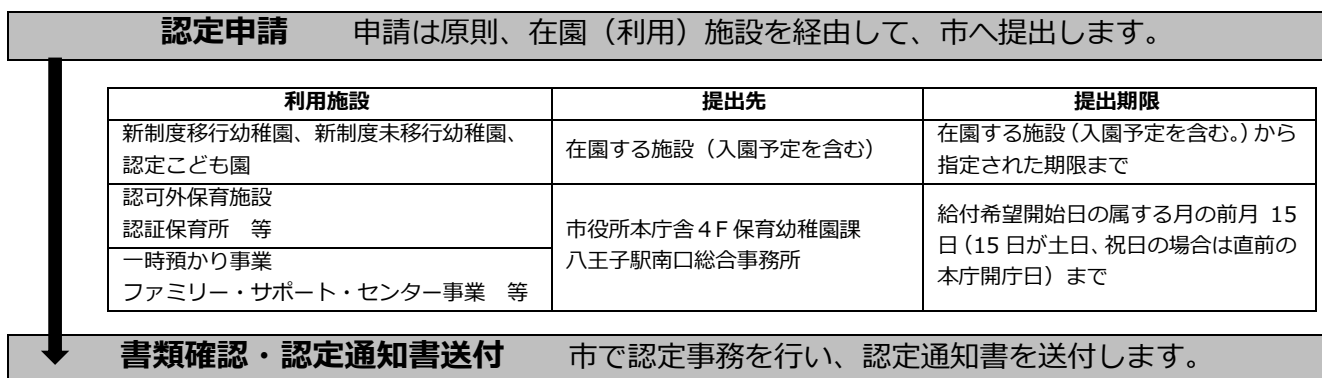 認定申請　　申請は原則、在園（利用）施設を経由して、市へ提出します。
利用施設　提出先　提出期限
新制度移行幼稚園、新制度未移行幼稚園、
認定こども園
在園する施設（入園予定を含む）
在園する施設（入園予定を含む。）から
指定された期限まで
認可外保育施設
認証保育所　等
一時預かり事業
ファミリー・サポート・センター事業　等
市役所本庁舎４F 保育幼稚園課
八王子駅南口総合事務所
給付希望開始日の属する月の前月 15
日（15 日が土日、祝日の場合は直前の
本庁開庁日）まで
書類確認・認定通知書送付　　市で認定事務を行い、認定通知書を送付します。